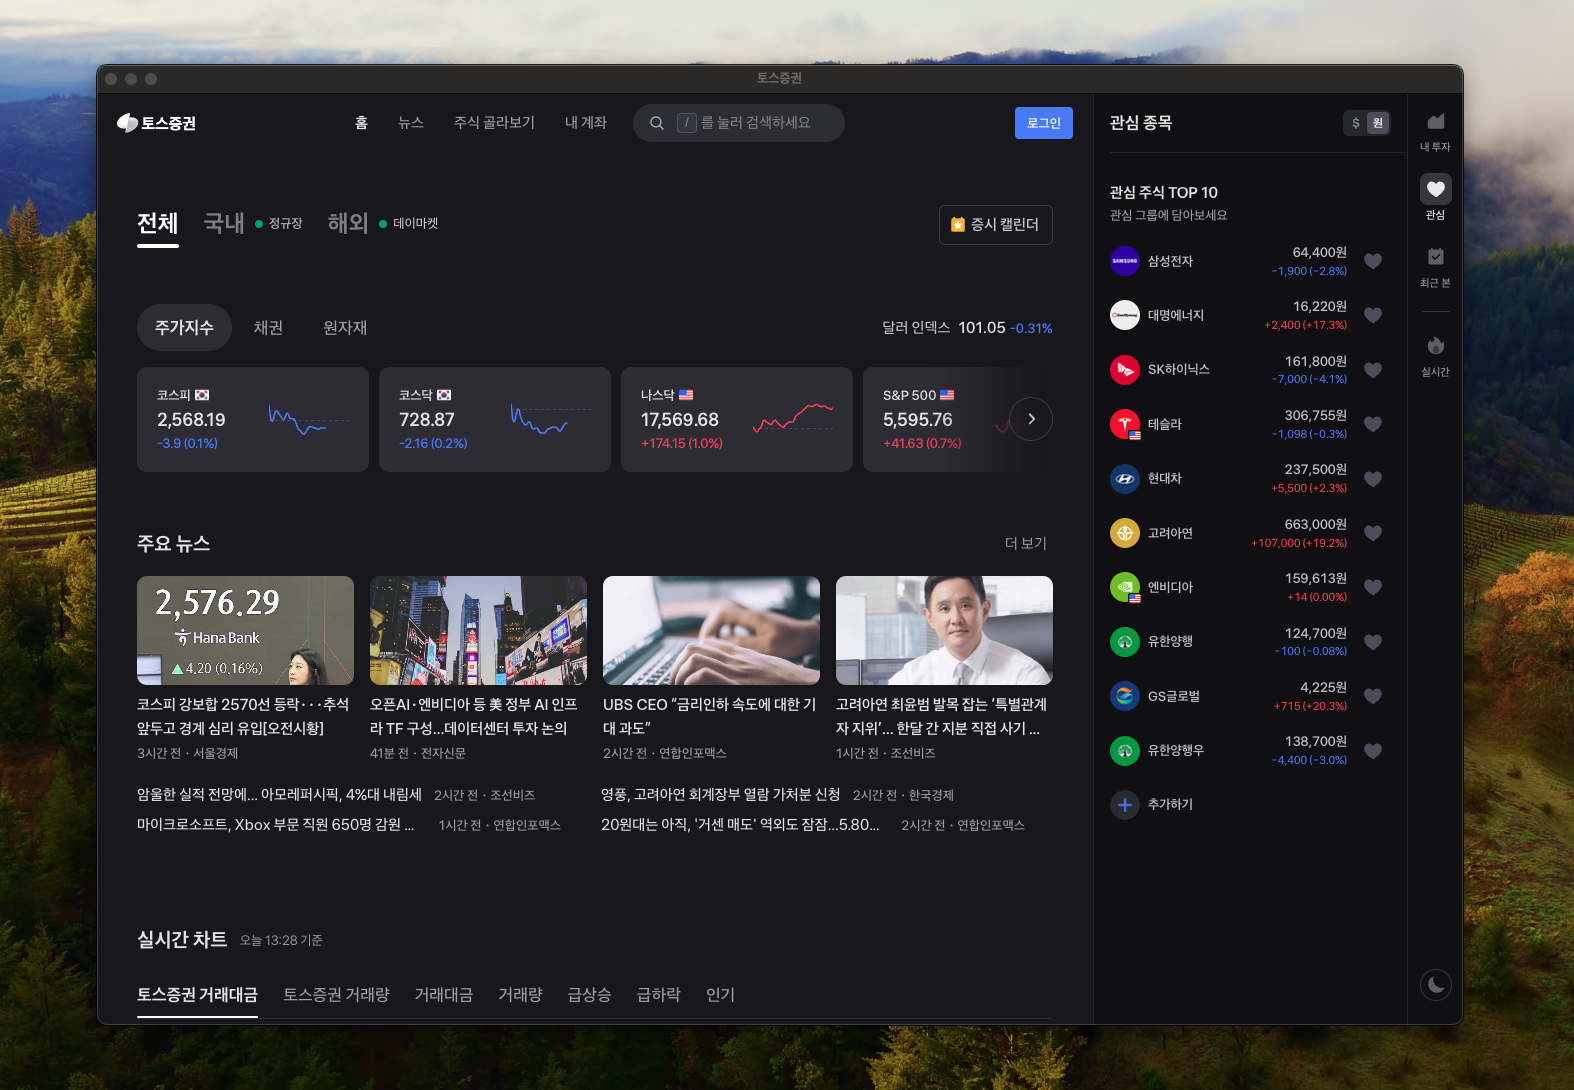 토스증권
토스증권
홈
뉴스
주식 골라보기
내 계좌
/ 를 눌러 검색하세요
로그인
전체
국내
정규장
해외
데이마켓
증시 캘린더
주가지수
채권
원자재
달러 인덱스 101.05 -0.31%
코스피
2,568.19
-3.9 (0.1%)
코스닥
728.87
-2.16 (0.2%)
나스닥
17,569.68
+174.15 (1.0%)
S&P 500
5,595.76
+41.63 (0.7%)
주요 뉴스
더 보기
2,576.29
Hana Bank
▲4.20 (0.16%)
코스피 강보합 2570선 등락···추석
앞두고 경계 심리 유입[오전시황]
3시간 전 · 서울경제
오픈AI·엔비디아 등 美 정부 AI 인프
라 TF 구성...데이터센터 투자 논의
41분 전 · 전자신문
UBS CEO “금리인하 속도에 대한 기
대 과도”
2시간 전 · 연합인포맥스
고려아연 최윤범 발목 잡는 ‘특별관계
자 지위’... 한달 간 지분 직접 사기 ...
1시간 전 · 조선비즈
암울한 실적 전망에... 아모레퍼시픽, 4%대 내림세 2시간 전 · 조선비즈
영풍, 고려아연 회계장부 열람 가처분 신청 2시간 전 · 한국경제
마이크로소프트, Xbox 부문 직원 650명 감원 ... 1시간 전 · 연합인포맥스
20원대는 아직, '거센 매도' 역외도 잠잠...5.80... 2시간 전 · 연합인포맥스
실시간 차트 오늘 13:28 기준
토스증권 거래대금
토스증권 거래량
거래대금
거래량
급상승
급하락
인기
관심 종목
$ 원
관심 주식 TOP 10
관심 그룹에 담아보세요
SAMSUNG
삼성전자
64,400원
-1,900 (-2.8%)
대명에너지
16,220원
+2,400 (+17.3%)
SK하이닉스
161,800원
-7,000 (-4.1%)
테슬라
306,755원
-1,098 (-0.3%)
현대차
237,500원
+5,500 (+2.3%)
고려아연
663,000원
+107,000 (+19.2%)
엔비디아
159,613원
+14 (0.00%)
유한양행
124,700원
-100 (-0.08%)
GS글로벌
4,225원
+715 (+20.3%)
유한양행우
138,700원
-4,400 (-3.0%)
추가하기
내 투자
관심
최근 본
실시간